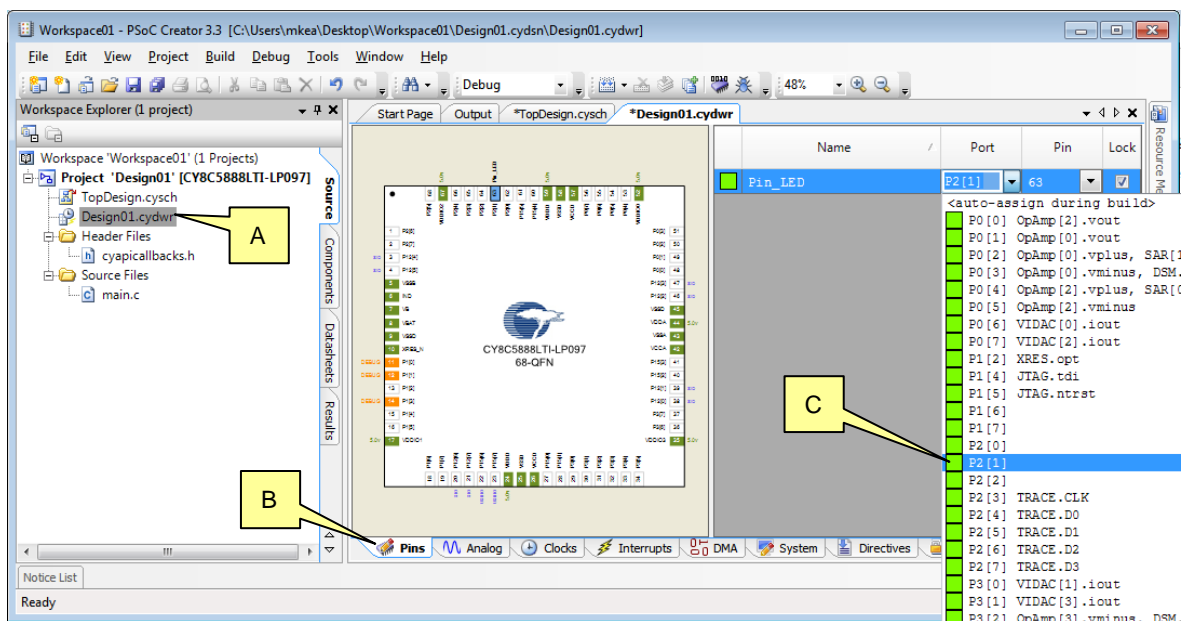 Workspace01 - PSoC Creator 3.3 [C:\Users\mkea\Desktop\Workspace01\Design01.cydsn\Design01.cydwr]
File Edit View Project Build Debug Tools Window Help
Debug 48%
Workspace Explorer (1 project)
Workspace 'Workspace01' (1 Projects)
Project 'Design01' [CY8C5888LTI-LP097]
TopDesign.cysch
Design01.cydwr
Header Files
cyapicallbacks.h
Source Files
main.c
A
Source
Components
Datasheets
Results
Start Page Output *TopDesign.cysch *Design01.cydwr
Pin_LED
CY8C5888LTI-LP097
68-QFN
B
Name / Port Pin Lock
Pin_LED P2[1] 63
Resource Me
<auto-assign during build>
P0[0] OpAmp[2].vout
P0[1] OpAmp[0].vout
P0[2] OpAmp[0].vplus, SAR[1
P0[3] OpAmp[0].vminus, DSM.
P0[4] OpAmp[2].vplus, SAR[0
P0[5] OpAmp[2].vminus
P0[6] VIDAC[0].iout
P0[7] VIDAC[2].iout
P1[2] XRES.opt
P1[4] JTAG.tdi
P1[5] JTAG.ntrst
P1[6]
P1[7]
P2[0]
P2[1]
P2[2]
P2[3] TRACE.CLK
P2[4] TRACE.D0
P2[5] TRACE.D1
P2[6] TRACE.D2
P2[7] TRACE.D3
P3[0] VIDAC[1].iout
P3[1] VIDAC[3].iout
P3[2] OpAmp[3].vminus, DSM.
C
Pins Analog Clocks Interrupts DMA System Directives
Notice List
Ready